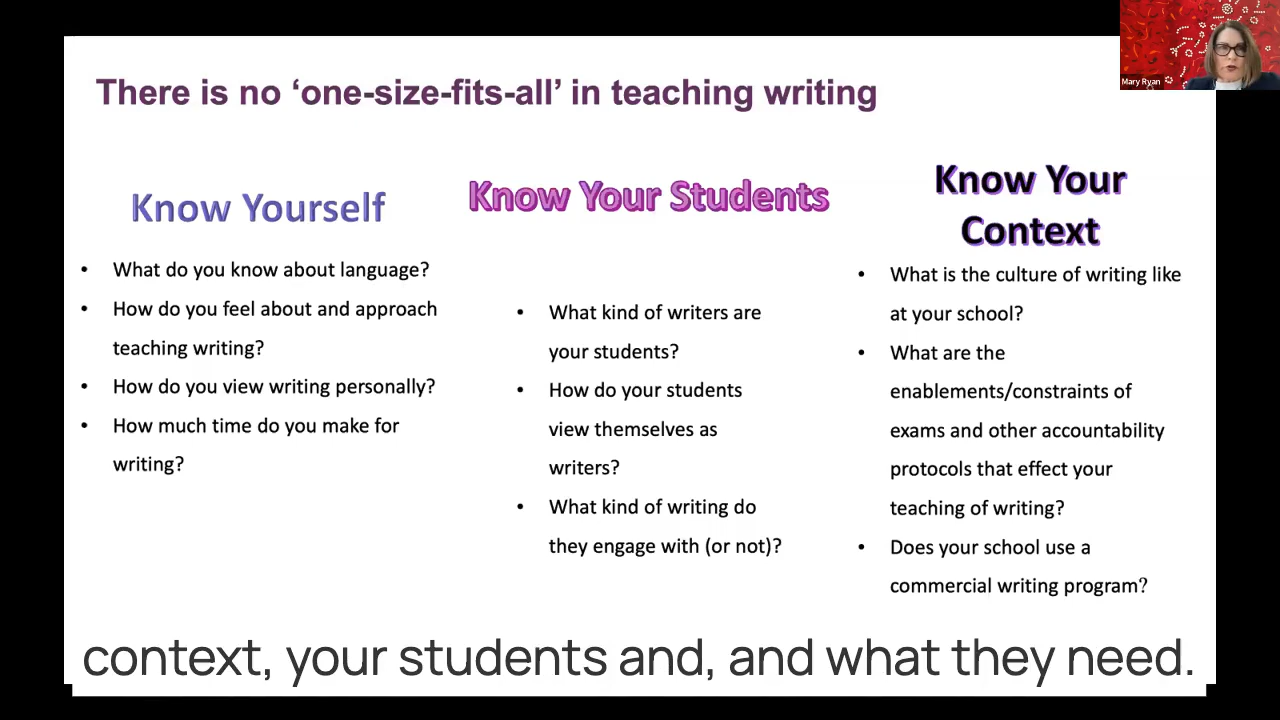 Mary Ryan
There is no ‘one-size-fits-all’ in teaching writing
Know Yourself
• What do you know about language?
• How do you feel about and approach
teaching writing?
• How do you view writing personally?
• How much time do you make for
writing?
Know Your Students
• What kind of writers are
your students?
• How do your students
view themselves as
writers?
• What kind of writing do
they engage with (or not)?
Know Your
Context
• What is the culture of writing like
at your school?
• What are the
enablements/constraints of
exams and other accountability
protocols that effect your
teaching of writing?
• Does your school use a
commercial writing program?
context, your students and, and what they need.